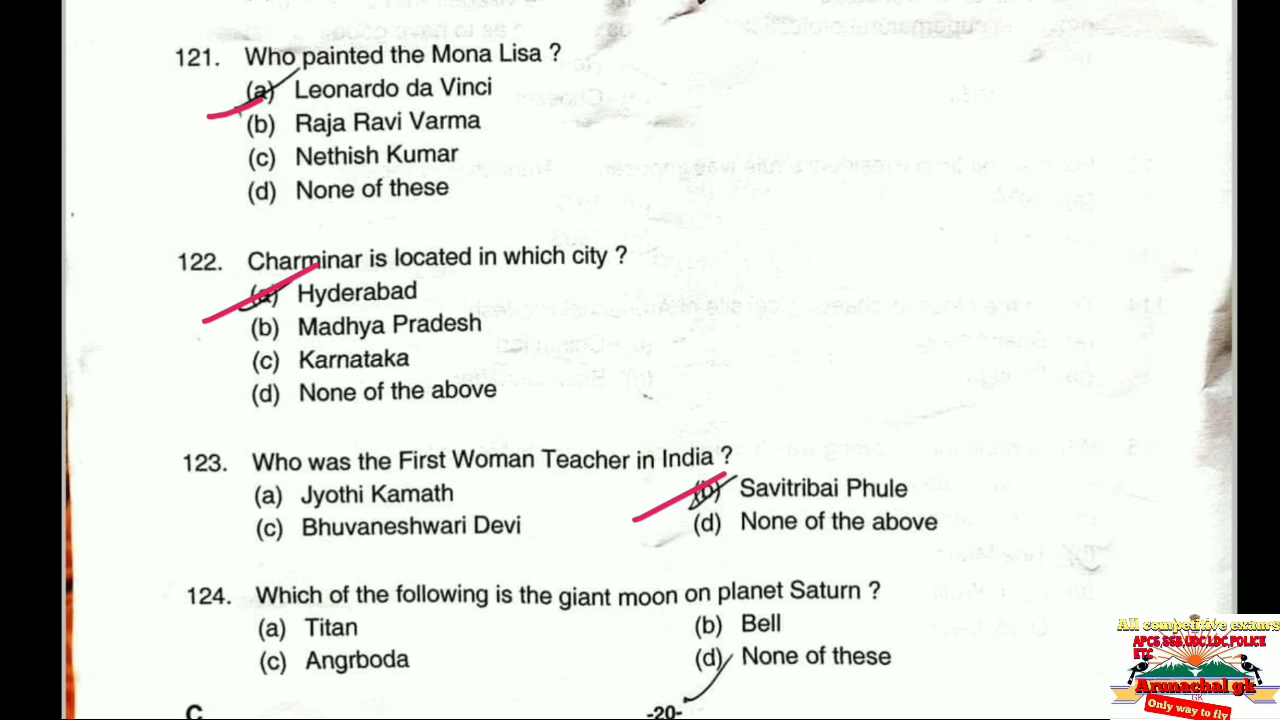 121. Who painted the Mona Lisa ?
(a) Leonardo da Vinci
(b) Raja Ravi Varma
(c) Nethish Kumar
(d) None of these
122. Charminar is located in which city ?
(a) Hyderabad
(b) Madhya Pradesh
(c) Karnataka
(d) None of the above
123. Who was the First Woman Teacher in India ?
(a) Jyothi Kamath (b) Savitribai Phule
(c) Bhuvaneshwari Devi (d) None of the above
124. Which of the following is the giant moon on planet Saturn ?
(a) Titan (b) Bell
(c) Angrboda (d) None of these
C -20-
All competitive exams
APCS,SSB,UDC,LDC,POLICE
ETC
Arunachal gk
GK
Only way to fly